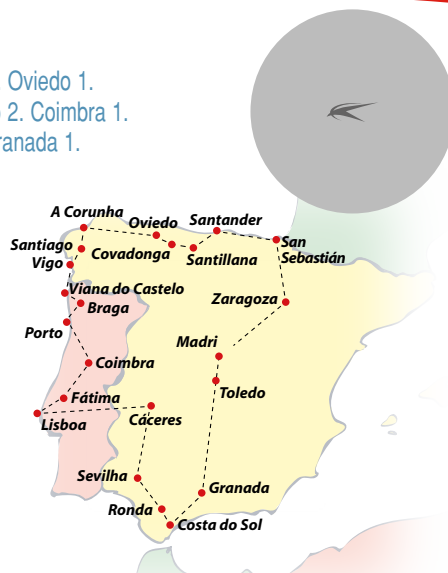 Oviedo 1.
2. Coimbra 1.
ranada 1.
A Corunha
Oviedo
Santander
Santiago
Covadonga
San
Sebastián
Vigo
Santillana
Viana do Castelo
Braga
Zaragoza
Porto
Madri
Coimbra
Toledo
Fátima
Lisboa
Cáceres
Sevilha
Granada
Ronda
Costa do Sol